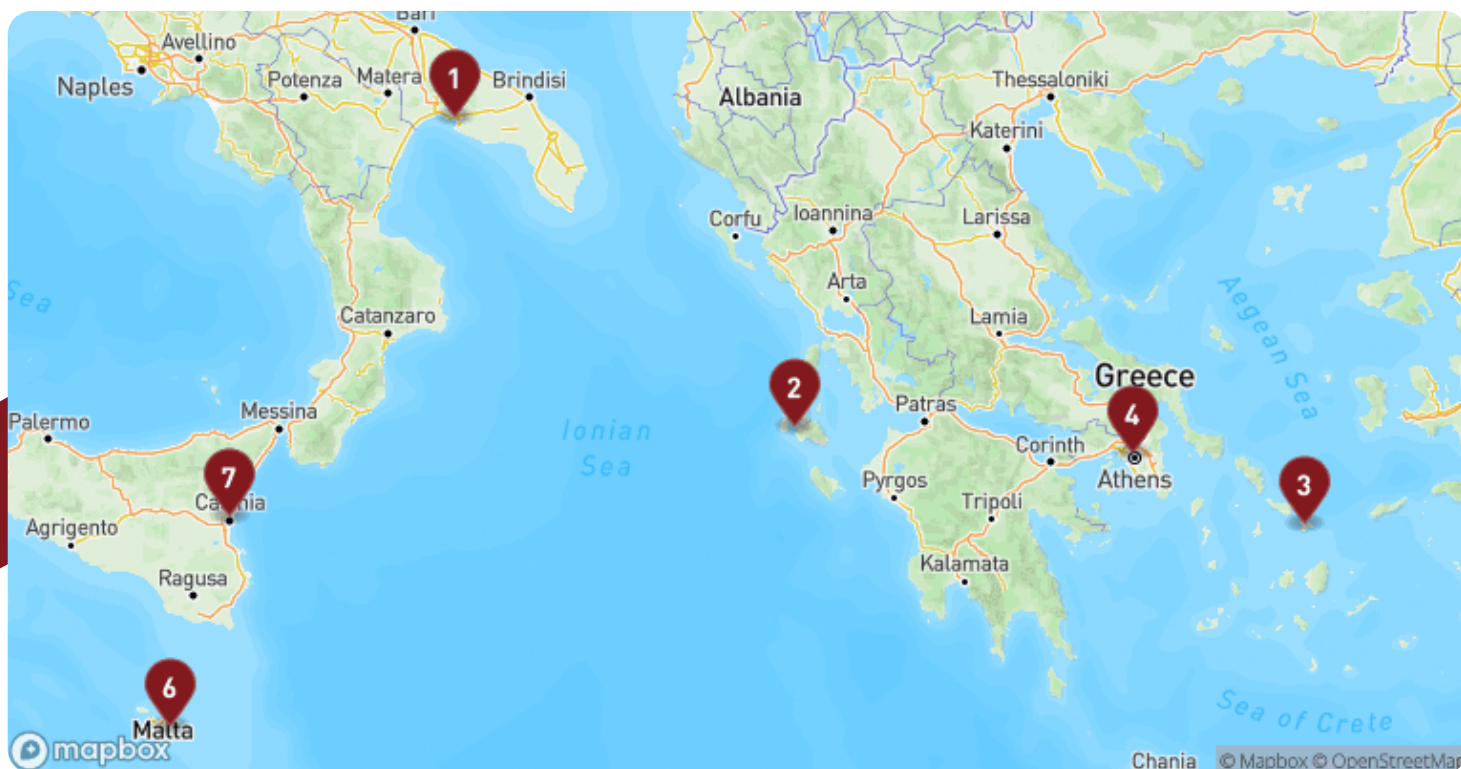 Bari
Avellino
Naples
Potenza
Matera
1
Brindisi
Albania
Thessaloniki
Katerini
Corfu
Ioannina
Larissa
Sea
Arta
Aegean Sea
Catanzaro
Lamia
Greece
2
Messina
Palermo
Ionian
Sea
Patras
4
Corinth
Athens
7
Pyrgos
3
Tripoli
Agrigento
Ragusa
Kalamata
6
Malta
Sea of Crete
mapbox
Chania
© Mapbox © OpenStreetMap